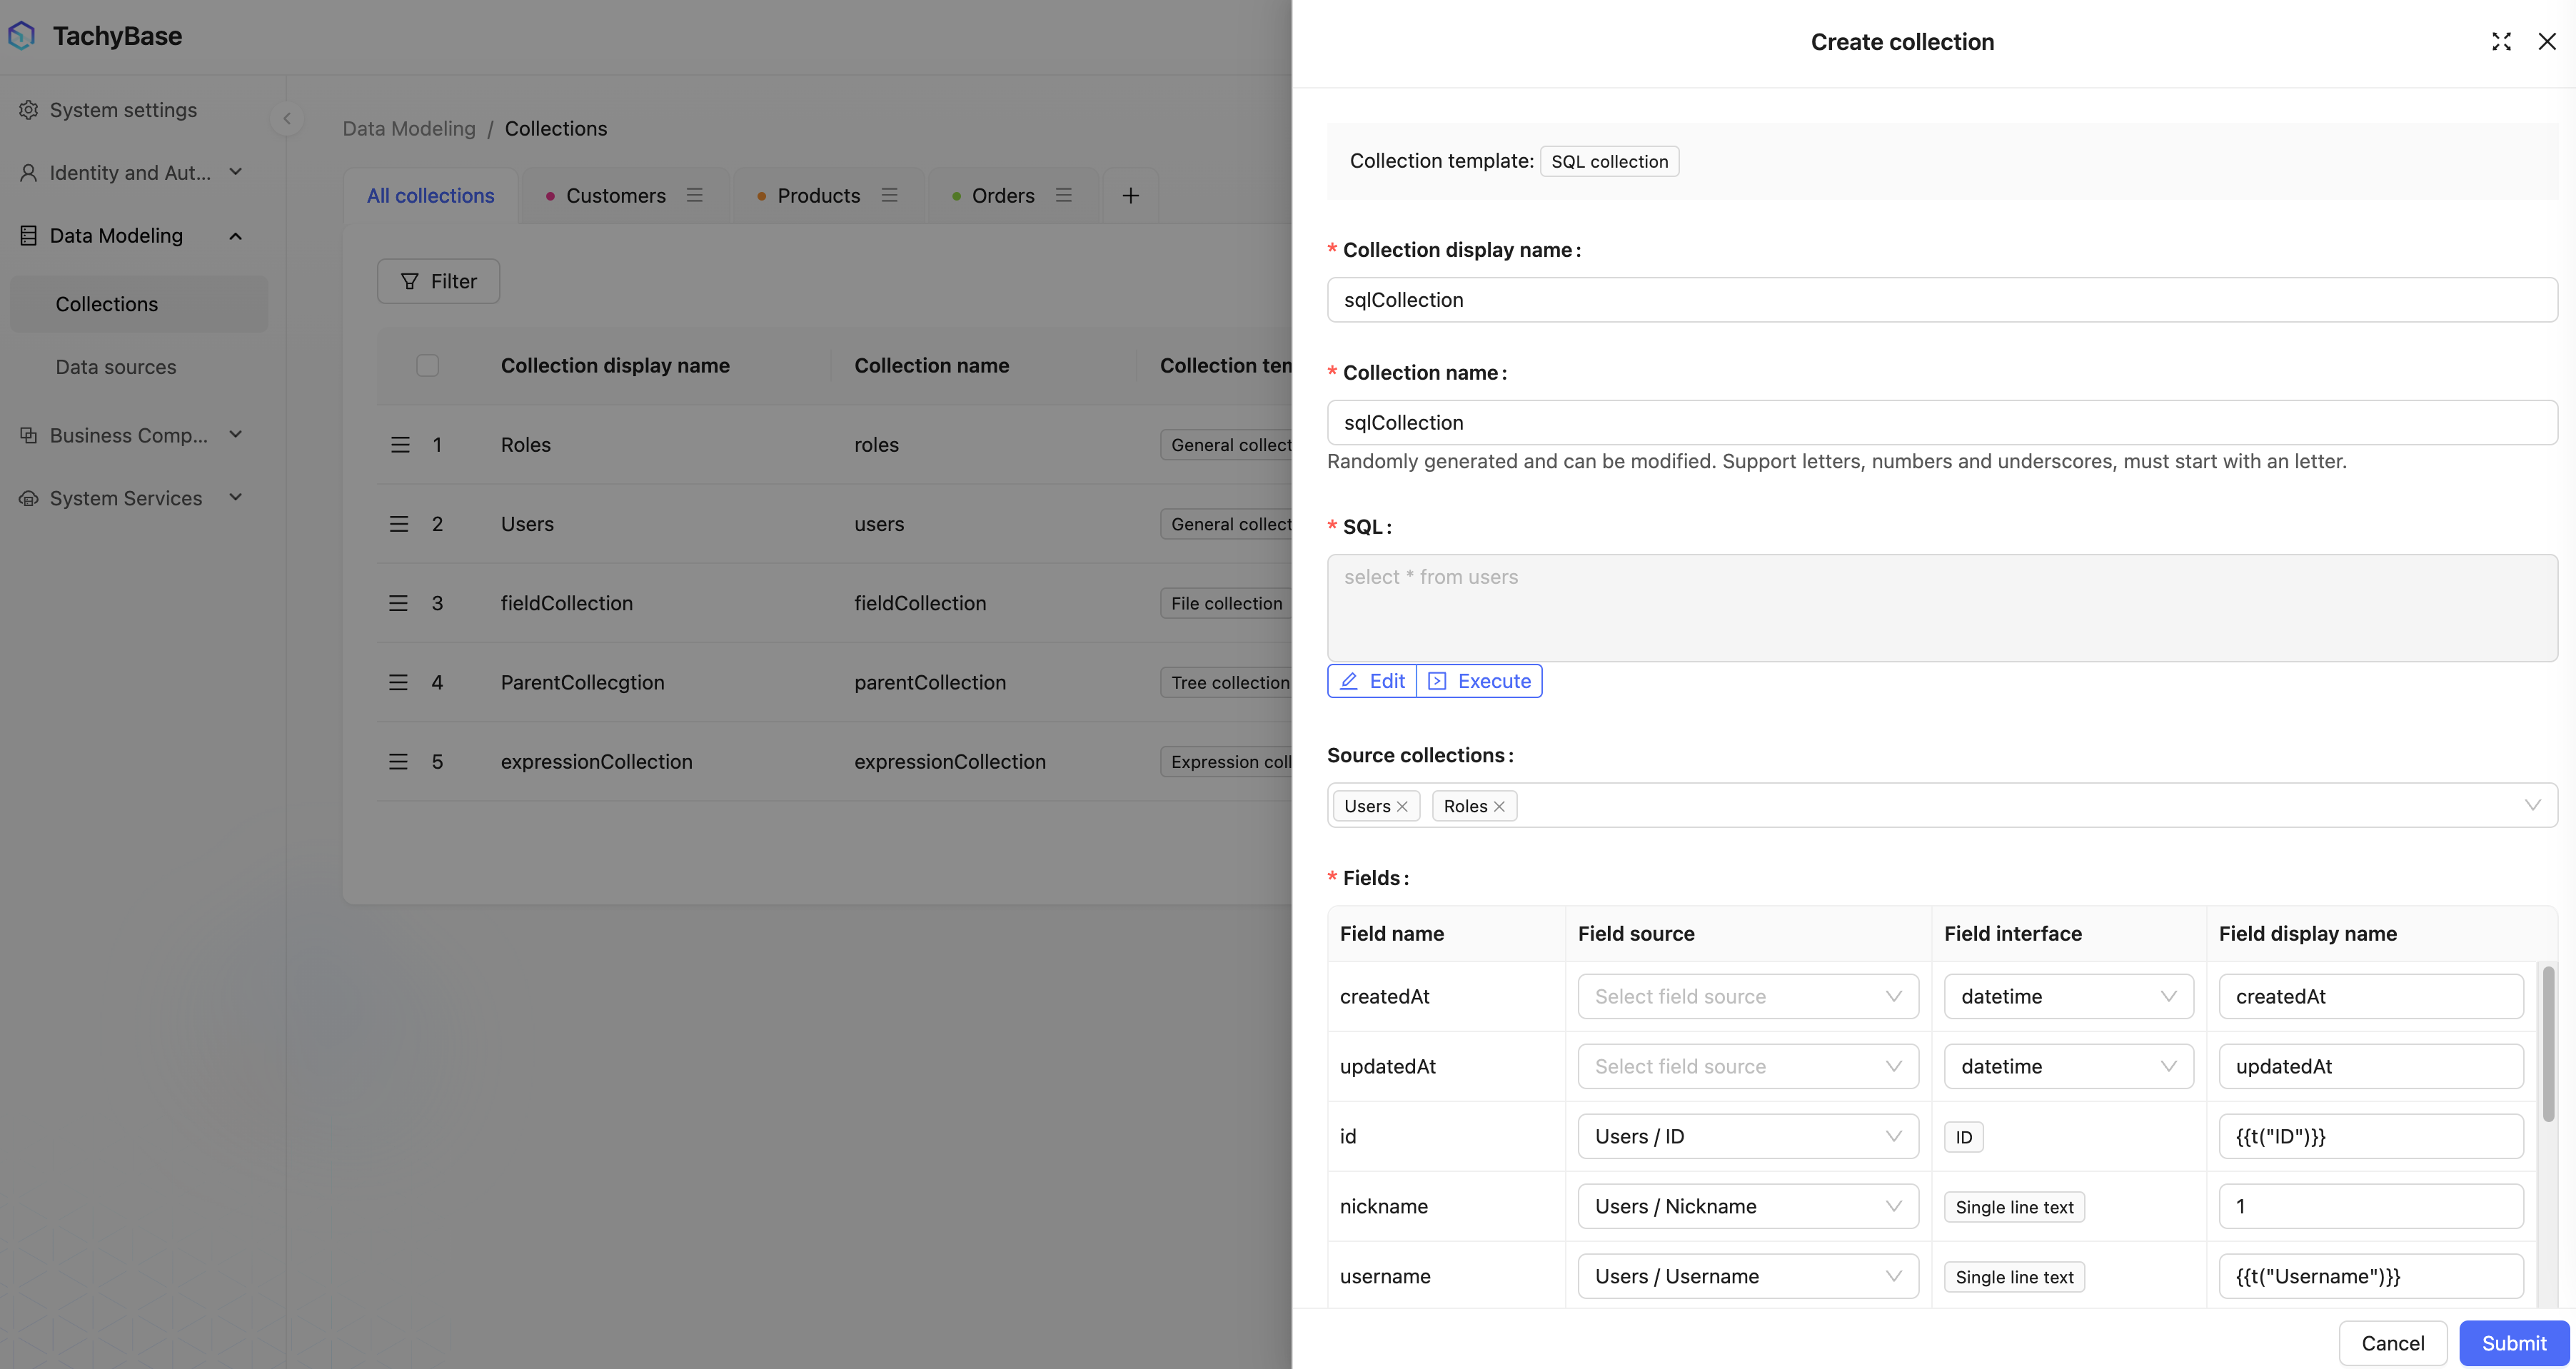 TachyBase
System settings
Identity and Aut...
Data Modeling
Collections
Data sources
Business Comp...
System Services
Data Modeling / Collections
All collections
Customers
Products
Orders
Filter
Collection display name
Collection name
Collection ten
1
Roles
roles
General collect
2
Users
users
General collect
3
fieldCollection
fieldCollection
File collection
4
ParentCollecgtion
parentCollection
Tree collection
5
expressionCollection
expressionCollection
Expression coll
Create collection
Collection template: SQL collection
* Collection display name:
sqlCollection
* Collection name:
sqlCollection
Randomly generated and can be modified. Support letters, numbers and underscores, must start with an letter.
* SQL:
select * from users
Edit
Execute
Source collections:
Users
Roles
* Fields:
Field name
Field source
Field interface
Field display name
createdAt
Select field source
datetime
createdAt
updatedAt
Select field source
datetime
updatedAt
id
Users / ID
ID
{{t("ID")}}
nickname
Users / Nickname
Single line text
1
username
Users / Username
Single line text
{{t("Username")}}
Cancel
Submit